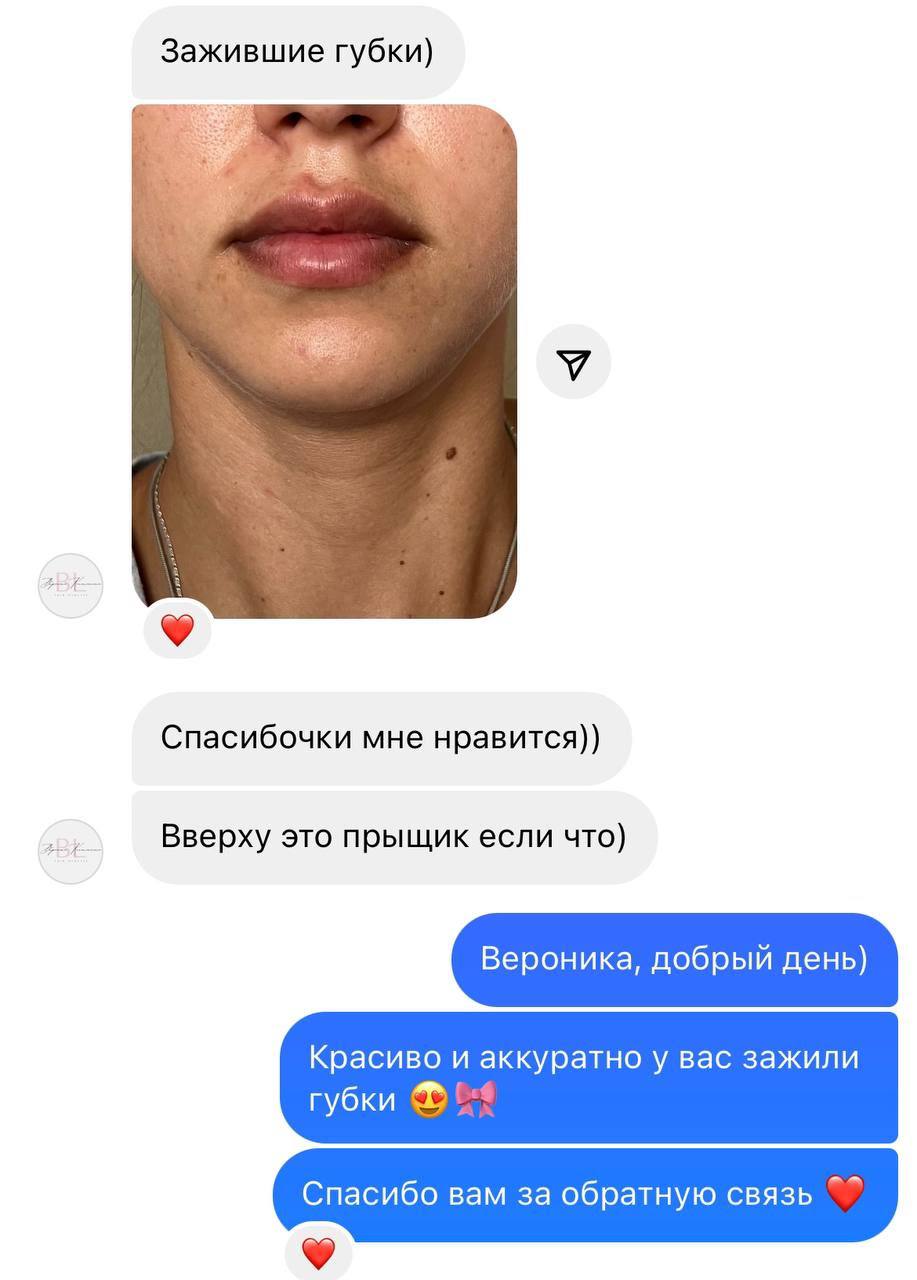 Зажившие губки)
Спасибочки мне нравится))
Вверху это прыщик если что)
Вероника, добрый день)
Красиво и аккуратно у вас зажили
губки 😍🎀
Спасибо вам за обратную связь ❤️